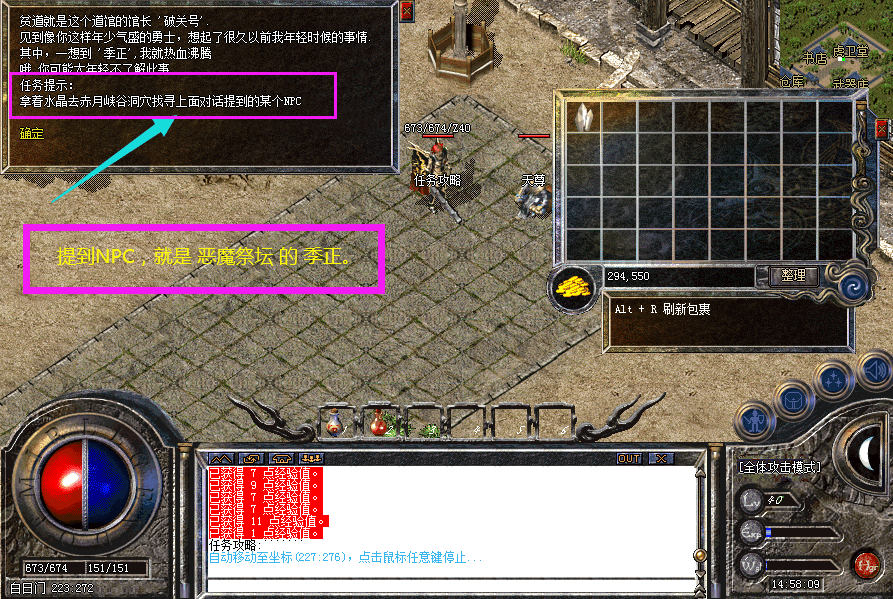 贫道就是这个道馆的馆长 '破关号'.
见到像你这样年少气盛的勇士，想起了很久以前我年轻时候的事情.
其中，一想到 '季正',我就热血沸腾
哦 你可能太年轻不了解此事
任务提示:
拿着水晶去赤月峡谷洞穴找寻上面对话提到的某个NPC
确定
提到NPC，就是 恶魔祭坛 的 季正。
673/674/Z40
任务攻略
天尊
书店
虎卫堂
仓库
武器店
294,550
整理
Alt + R 刷新包裹
5
6
OUT
已获得 7 点经验值。
已获得 9 点经验值。
已获得 7 点经验值。
已获得 7 点经验值。
已获得 11 点经验值。
已获得 1 点经验值。
任务攻略:
自动移动至坐标(227:276), 点击鼠标任意键停止...
673/674
151/151
白日门 223:272
[全体攻击模式]
Lv
40
Exp
Wgt
14:58:09